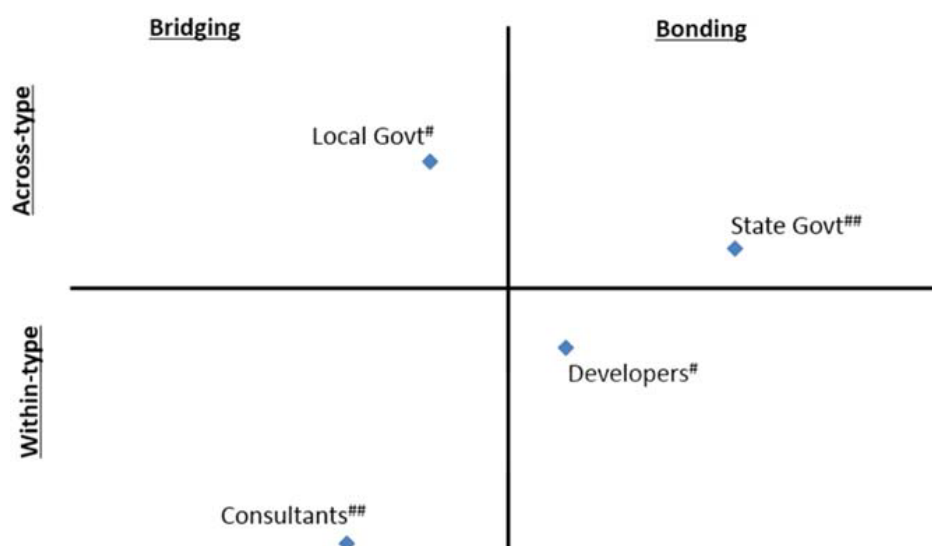 Bridging
Bonding
Across-type
Local Govt#
State Govt##
Within-type
Developers#
Consultants##